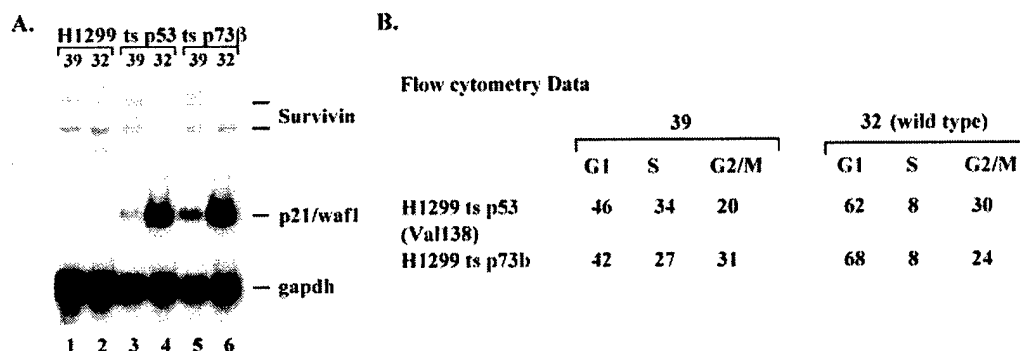 A.
H1299 ts p53 ts p73β
39 32 39 32 39 32
Survivin
p21/waf1
gapdh
1 2 3 4 5 6
B.
Flow cytometry Data
39 32 (wild type)
G1 S G2/M G1 S G2/M
H1299 ts p53 46 34 20 62 8 30
(Val138)
H1299 ts p73b 42 27 31 68 8 24